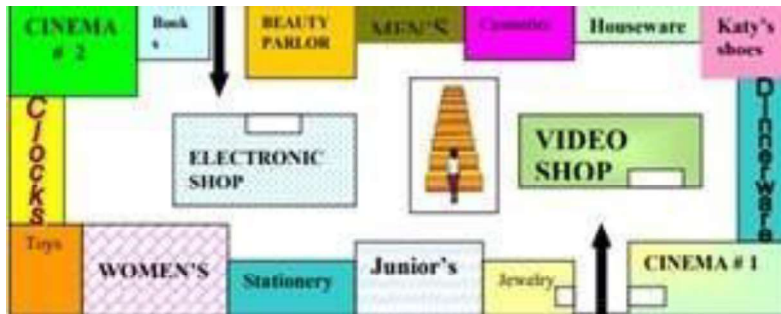 CINEMA
# 2
Book
s
BEAUTY
PARLOR
MEN'S
Cosmetics
Houseware
Katy's
shoes
Clocks
ELECTRONIC
SHOP
VIDEO
SHOP
Dinnerware
Toys
WOMEN'S
Stationery
Junior's
Jewelry
CINEMA # 1